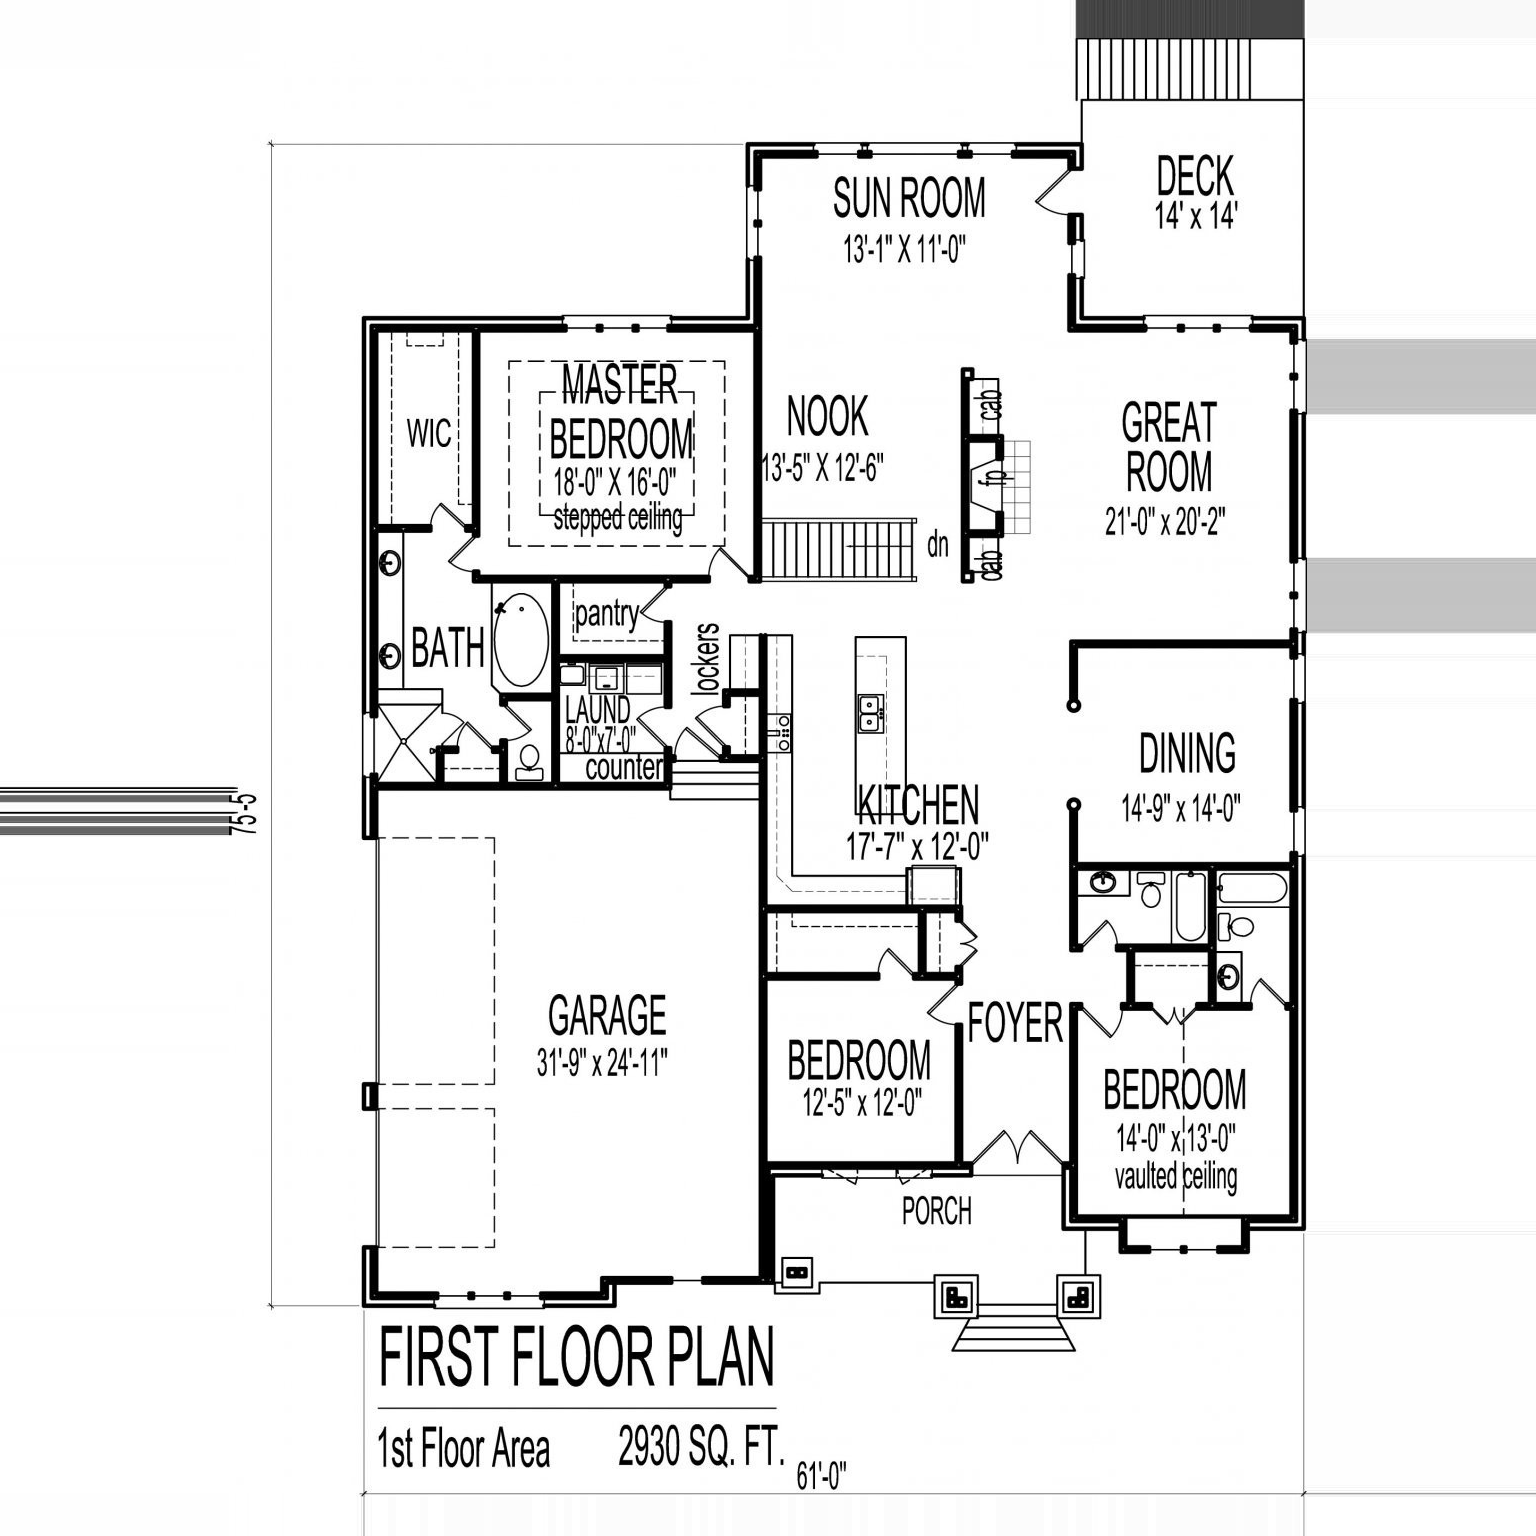 DECK
14' x 14'
SUN ROOM
13'-1" X 11'-0"
MASTER
BEDROOM
18'-0" X 16'-0"
stepped ceiling
WIC
NOOK
13'-5" X 12'-6"
cab
fp
cab
dn
GREAT
ROOM
21'-0" x 20'-2"
pantry
BATH
lockers
LAUND
8'-0"x7'-0"
counter
DINING
14'-9" x 14'-0"
KITCHEN
17'-7" x 12'-0"
75'-5
GARAGE
31'-9" x 24'-11"
BEDROOM
12'-5" x 12'-0"
FOYER
BEDROOM
14'-0" x 13'-0"
vaulted ceiling
PORCH
FIRST FLOOR PLAN
1st Floor Area 2930 SQ. FT.
61'-0"